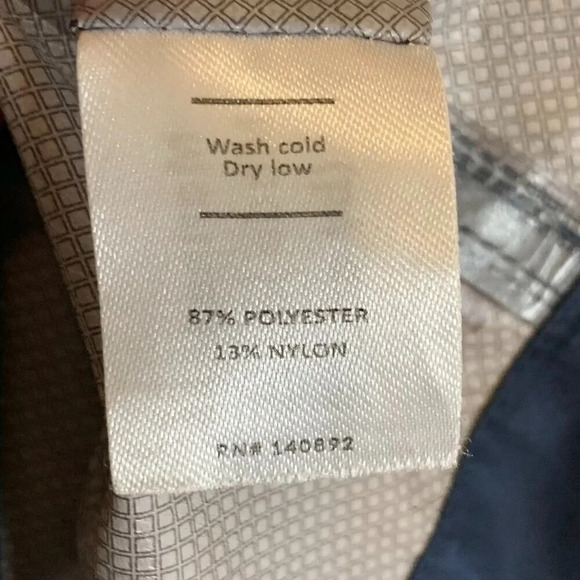 Wash cold
Dry low
87% POLYESTER
13% NYLON
RN# 140892